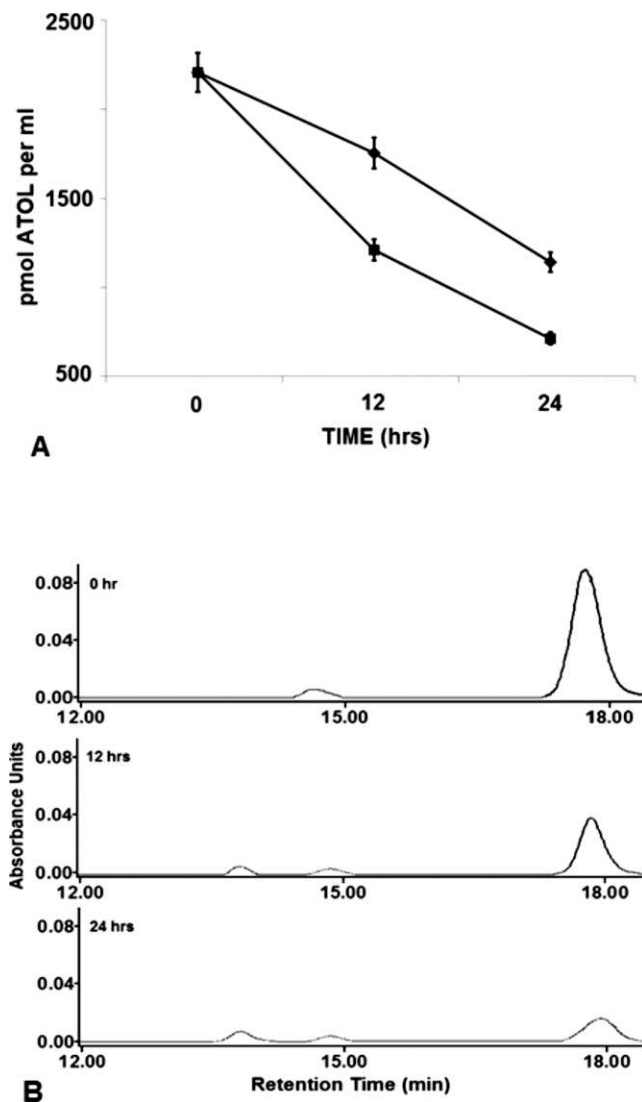 2500
1500
500
pmol ATOL per ml
0 12 24
TIME (hrs)
A
0.08
0 hr
0.04
0.00
12.00 15.00 18.00
0.08
12 hrs
0.04
0.00
12.00 15.00 18.00
Absorbance Units
0.08
24 hrs
0.04
0.00
12.00 15.00 18.00
Retention Time (min)
B